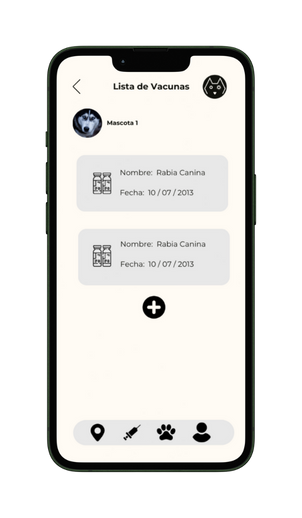 Lista de Vacunas
Mascota 1
Nombre: Rabia Canina
Fecha: 10 / 07 / 2013
Nombre: Rabia Canina
Fecha: 10 / 07 / 2013